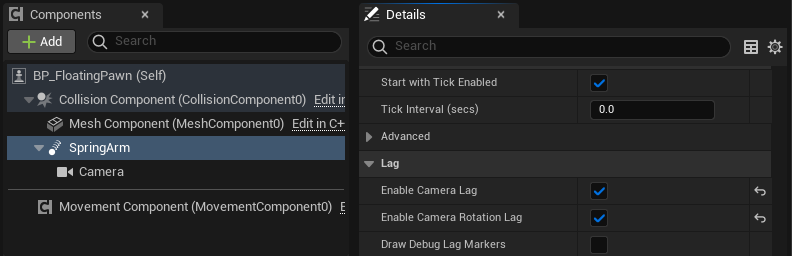 Components
Add
Search
BP_FloatingPawn (Self)
Collision Component (CollisionComponent0) Edit in
Mesh Component (MeshComponent0) Edit in C+
SpringArm
Camera
Movement Component (MovementComponent0) E
Details
Search
Start with Tick Enabled
Tick Interval (secs) 0.0
Advanced
Lag
Enable Camera Lag
Enable Camera Rotation Lag
Draw Debug Lag Markers